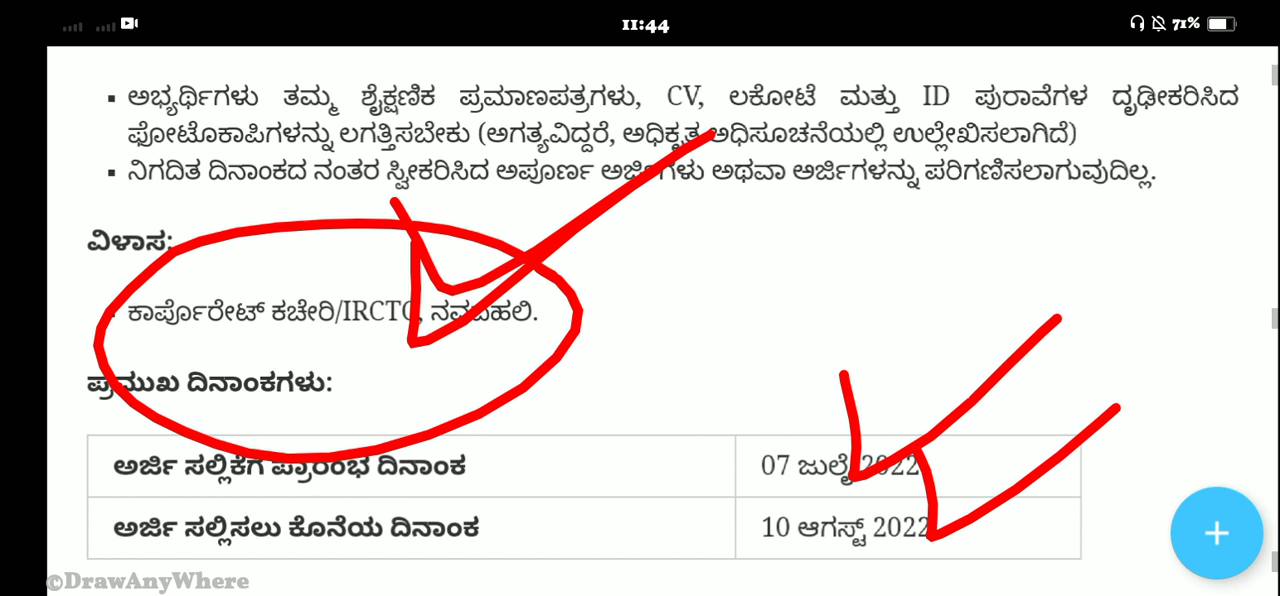 11:44
71%
▪ ಅಭ್ಯರ್ಥಿಗಳು ತಮ್ಮ ಶೈಕ್ಷಣಿಕ ಪ್ರಮಾಣಪತ್ರಗಳು, CV, ಲಕೋಟೆ ಮತ್ತು ID ಪುರಾವೆಗಳ ದೃಢೀಕರಿಸಿದ
ಫೋಟೊಕಾಪಿಗಳನ್ನು ಲಗತ್ತಿಸಬೇಕು (ಅಗತ್ಯವಿದ್ದರೆ, ಅಧಿಕೃತ ಅಧಿಸೂಚನೆಯಲ್ಲಿ ಉಲ್ಲೇಖಿಸಲಾಗಿದೆ)
▪ ನಿಗದಿತ ದಿನಾಂಕದ ನಂತರ ಸ್ವೀಕರಿಸಿದ ಅಪೂರ್ಣ ಅರ್ಜಿಗಳು ಅಥವಾ ಅರ್ಜಿಗಳನ್ನು ಪರಿಗಣಿಸಲಾಗುವುದಿಲ್ಲ.
ವಿಳಾಸ:
ಕಾರ್ಪೊರೇಟ್ ಕಚೇರಿ/IRCTC,
ಪ್ರಮುಖ ದಿನಾಂಕಗಳು:
ಅರ್ಜಿ ಸಲ್ಲಿಕೆಗೆ ಪ್ರಾರಂಭ ದಿನಾಂಕ 07 ಜುಲೈ 2022
ಅರ್ಜಿ ಸಲ್ಲಿಸಲು ಕೊನೆಯ ದಿನಾಂಕ 10 ಆಗಸ್ಟ್ 2022
+
©DrawAnyWhere